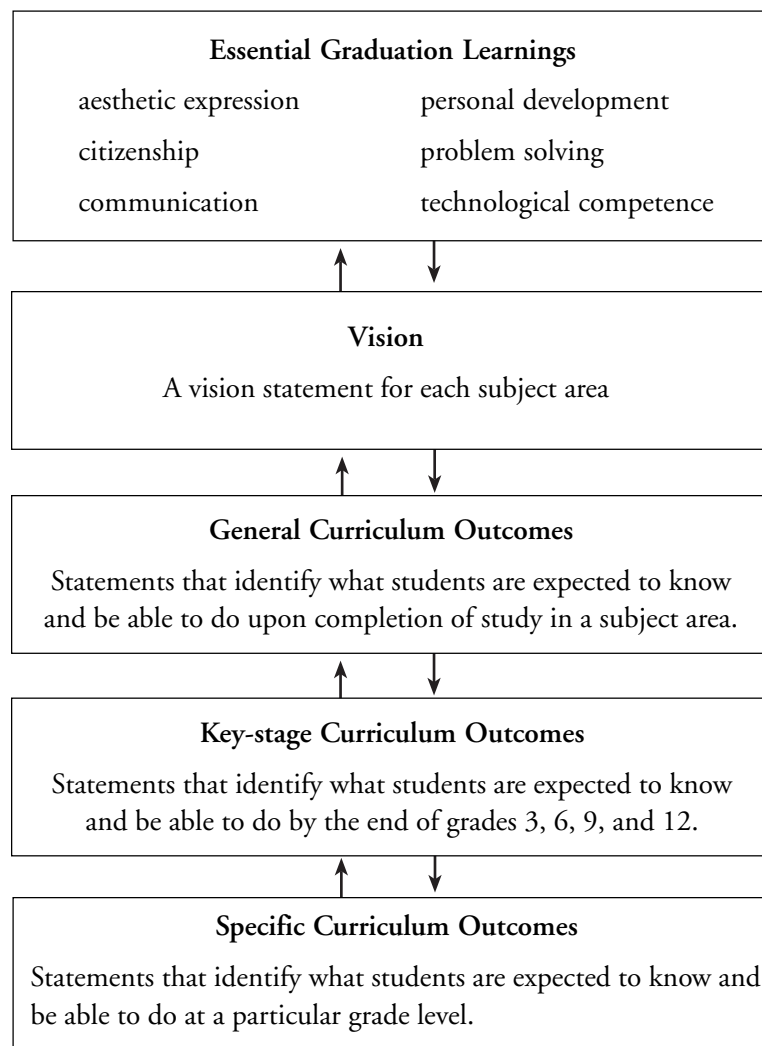 Essential Graduation Learnings
aesthetic expression personal development
citizenship problem solving
communication technological competence
Vision
A vision statement for each subject area
General Curriculum Outcomes
Statements that identify what students are expected to know
and be able to do upon completion of study in a subject area.
Key-stage Curriculum Outcomes
Statements that identify what students are expected to know
and be able to do by the end of grades 3, 6, 9, and 12.
Specific Curriculum Outcomes
Statements that identify what students are expected to know and
be able to do at a particular grade level.